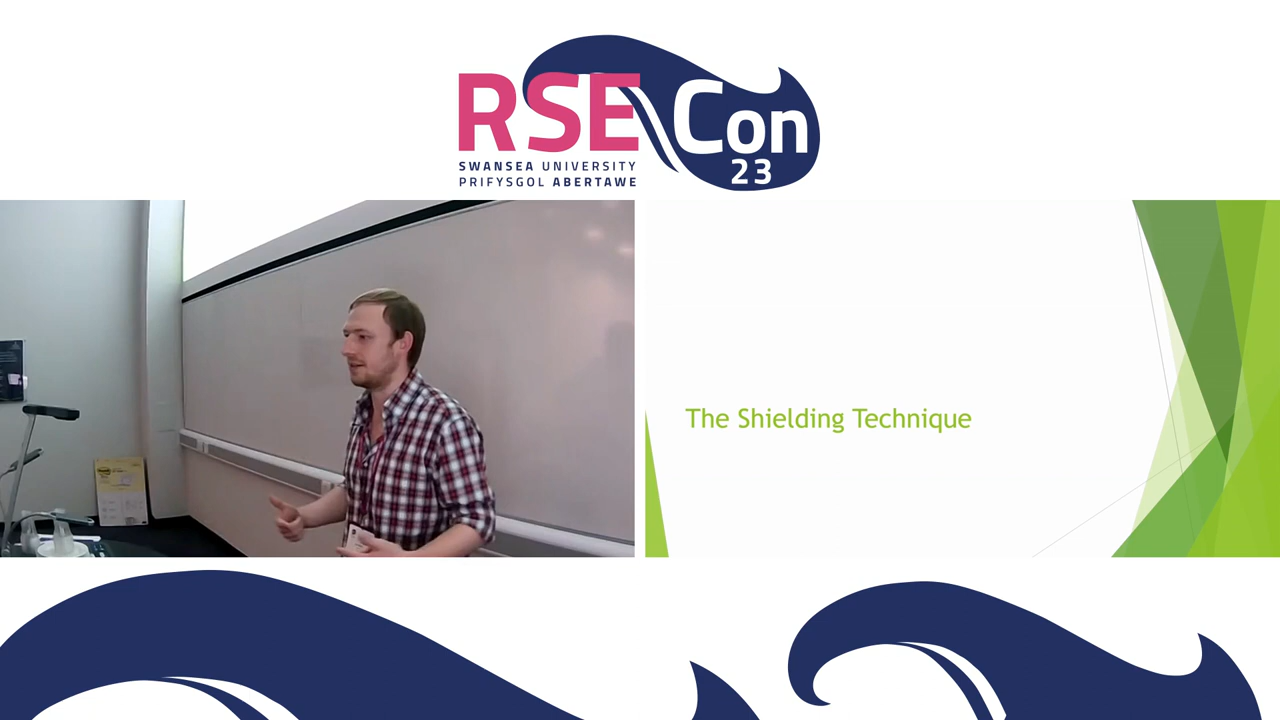 RSE Con
23
SWANSEA UNIVERSITY
PRIFYSGOL ABERTAWE
The Shielding Technique